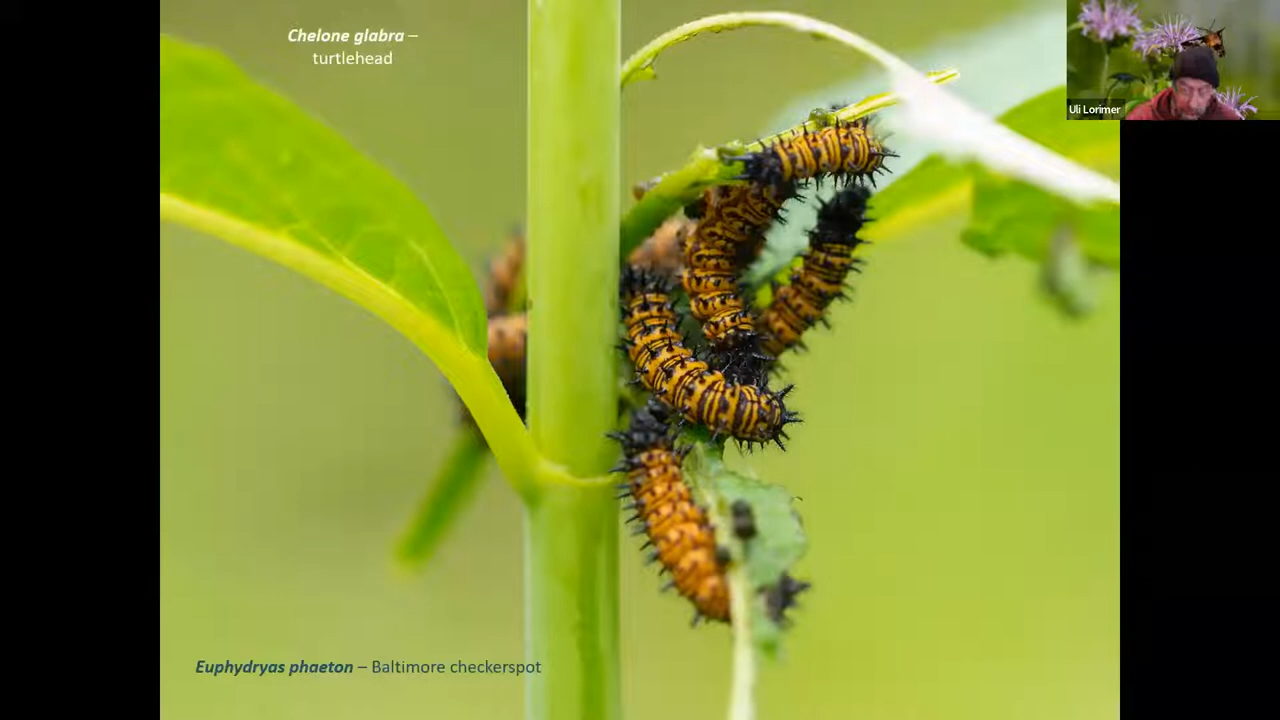 Chelone glabra –
turtlehead
Uli Lorimer
Euphydryas phaeton – Baltimore checkerspot